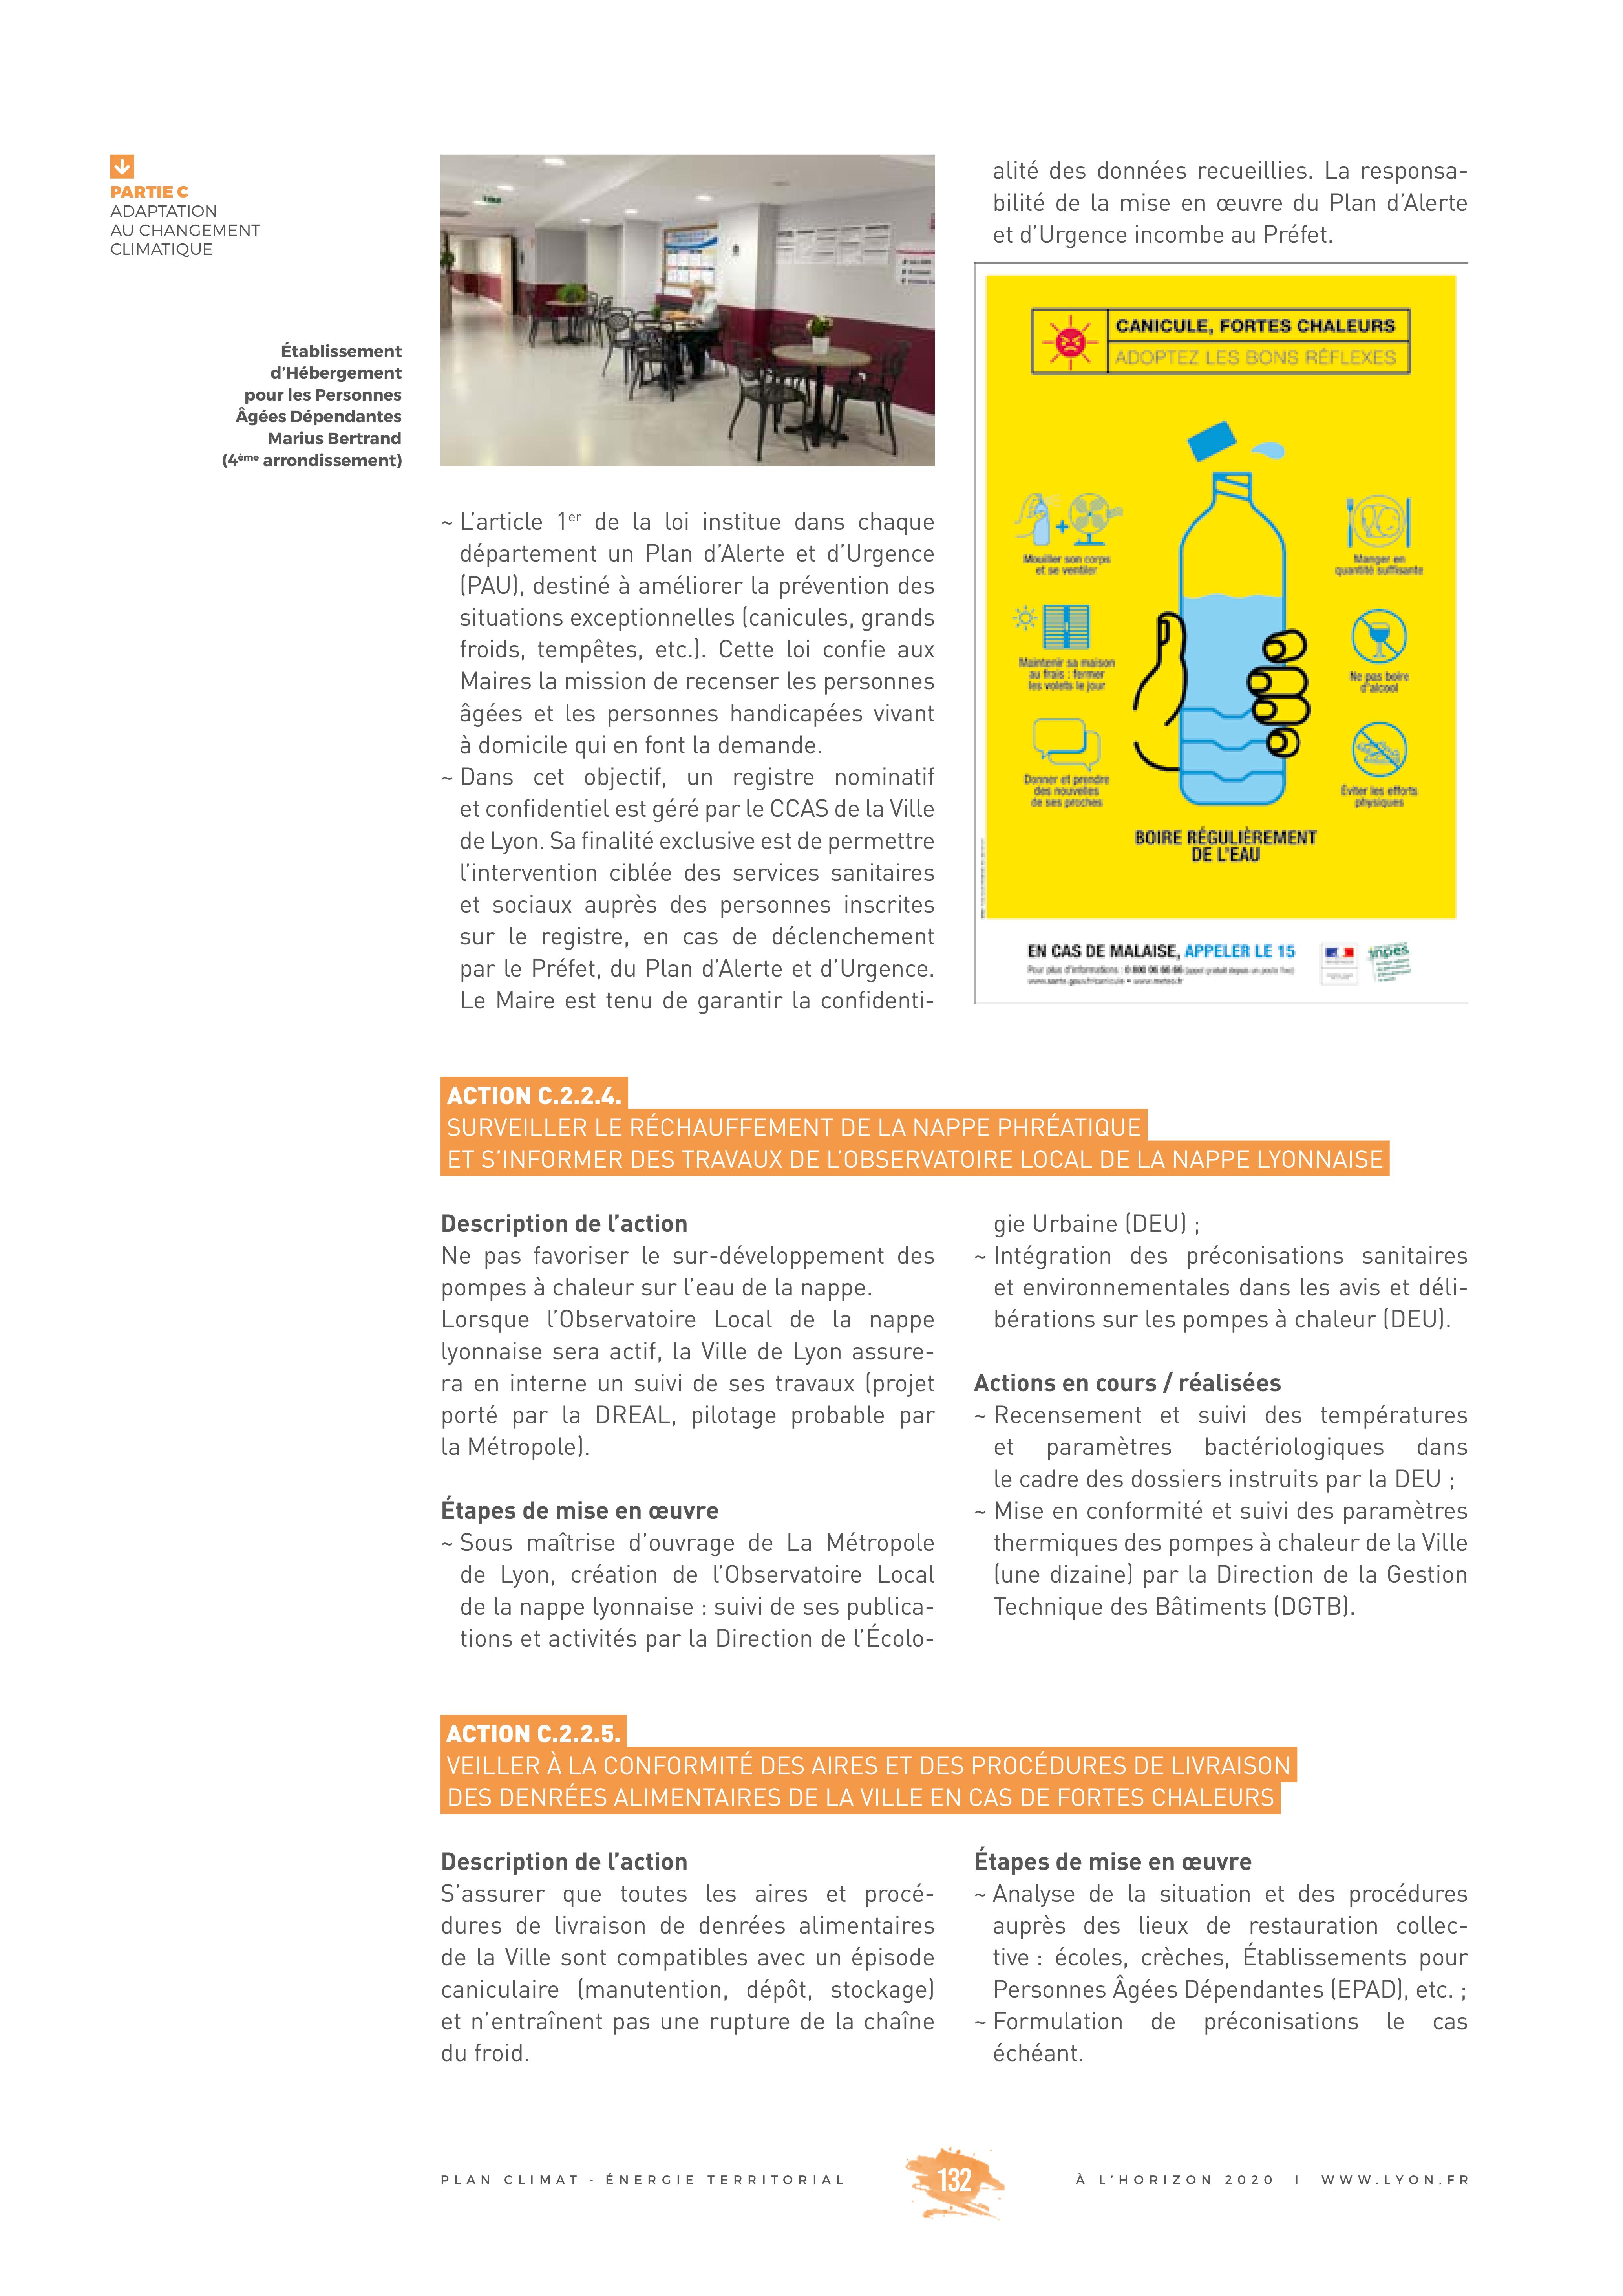 PARTIE C
ADAPTATION
AU CHANGEMENT
CLIMATIQUE
Établissement
d’Hébergement
pour les Personnes
Âgées Dépendantes
Marius Bertrand
(4ème arrondissement)
~ L’article 1er de la loi institue dans chaque
département un Plan d’Alerte et d’Urgence
(PAU), destiné à améliorer la prévention des
situations exceptionnelles (canicules, grands
froids, tempêtes, etc.). Cette loi confie aux
Maires la mission de recenser les personnes
âgées et les personnes handicapées vivant
à domicile qui en font la demande.
~ Dans cet objectif, un registre nominatif
et confidentiel est géré par le CCAS de la Ville
de Lyon. Sa finalité exclusive est de permettre
l’intervention ciblée des services sanitaires
et sociaux auprès des personnes inscrites
sur le registre, en cas de déclenchement
par le Préfet, du Plan d’Alerte et d’Urgence.
Le Maire est tenu de garantir la confidenti-
alité des données recueillies. La responsa-
bilité de la mise en œuvre du Plan d’Alerte
et d’Urgence incombe au Préfet.
CANICULE, FORTES CHALEURS
ADOPTEZ LES BONS RÉFLEXES
Mouiller son corps
et se ventiler
Manger en
quantité suffisante
Maintenir sa maison
au frais : fermer
les volets le jour
Ne pas boire
d’alcool
Donner et prendre
des nouvelles
de ses proches
Éviter les efforts
physiques
BOIRE RÉGULIÈREMENT
DE L’EAU
EN CAS DE MALAISE, APPELER LE 15
Pour plus d’informations : 0 800 06 66 66 (appel gratuit depuis un poste fixe)
www.sante.gouv.fr/canicule • www.meteo.fr
inpes
ACTION C.2.2.4.
SURVEILLER LE RÉCHAUFFEMENT DE LA NAPPE PHRÉATIQUE
ET S’INFORMER DES TRAVAUX DE L’OBSERVATOIRE LOCAL DE LA NAPPE LYONNAISE
Description de l’action
Ne pas favoriser le sur-développement des
pompes à chaleur sur l’eau de la nappe.
Lorsque l’Observatoire Local de la nappe
lyonnaise sera actif, la Ville de Lyon assure-
ra en interne un suivi de ses travaux (projet
porté par la DREAL, pilotage probable par
la Métropole).
Étapes de mise en œuvre
~ Sous maîtrise d’ouvrage de La Métropole
de Lyon, création de l’Observatoire Local
de la nappe lyonnaise : suivi de ses publica-
tions et activités par la Direction de l’Écolo-
gie Urbaine (DEU) ;
~ Intégration des préconisations sanitaires
et environnementales dans les avis et déli-
bérations sur les pompes à chaleur (DEU).
Actions en cours / réalisées
~ Recensement et suivi des températures
et paramètres bactériologiques dans
le cadre des dossiers instruits par la DEU ;
~ Mise en conformité et suivi des paramètres
thermiques des pompes à chaleur de la Ville
(une dizaine) par la Direction de la Gestion
Technique des Bâtiments (DGTB).
ACTION C.2.2.5.
VEILLER À LA CONFORMITÉ DES AIRES ET DES PROCÉDURES DE LIVRAISON
DES DENRÉES ALIMENTAIRES DE LA VILLE EN CAS DE FORTES CHALEURS
Description de l’action
S’assurer que toutes les aires et procé-
dures de livraison de denrées alimentaires
de la Ville sont compatibles avec un épisode
caniculaire (manutention, dépôt, stockage)
et n’entraînent pas une rupture de la chaîne
du froid.
Étapes de mise en œuvre
~ Analyse de la situation et des procédures
auprès des lieux de restauration collec-
tive : écoles, crèches, Établissements pour
Personnes Âgées Dépendantes (EPAD), etc. ;
~ Formulation de préconisations le cas
échéant.
PLAN CLIMAT - ÉNERGIE TERRITORIAL
132
À L’HORIZON 2020 I WWW.LYON.FR